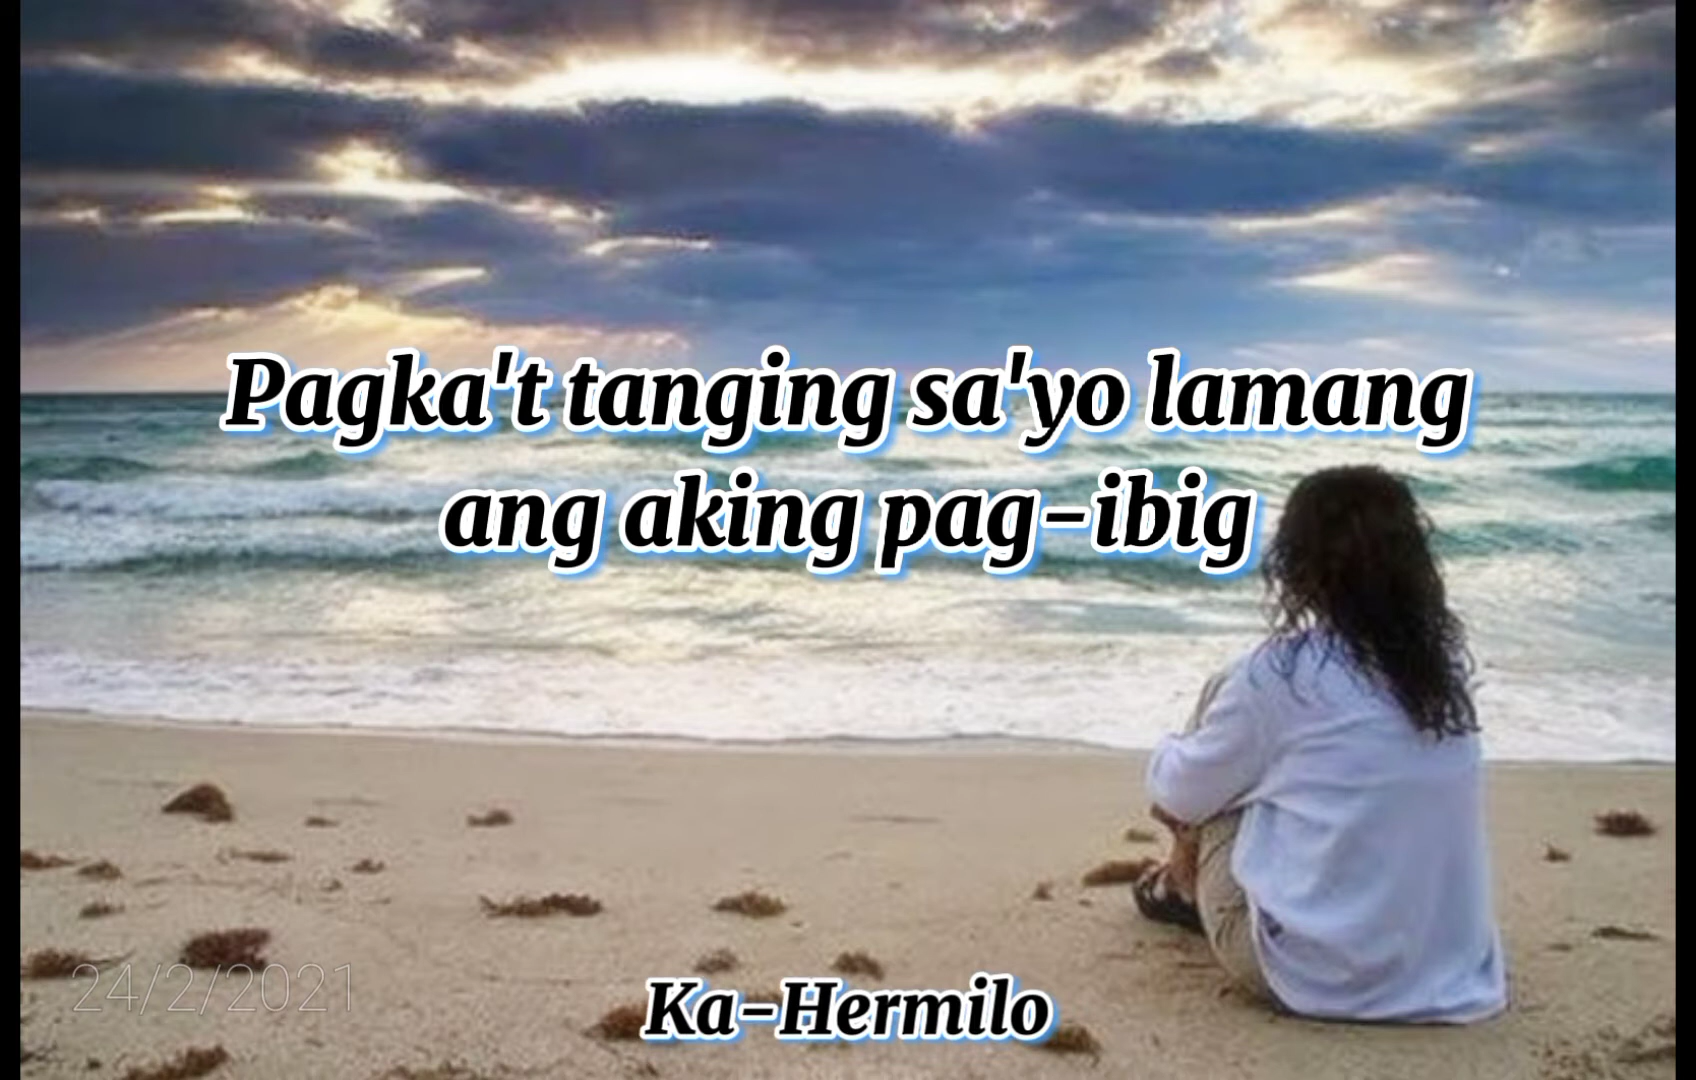 Pagka't tanging sa'yo lamang
ang aking pag-ibig
24/2/2021
Ka-Hermilo